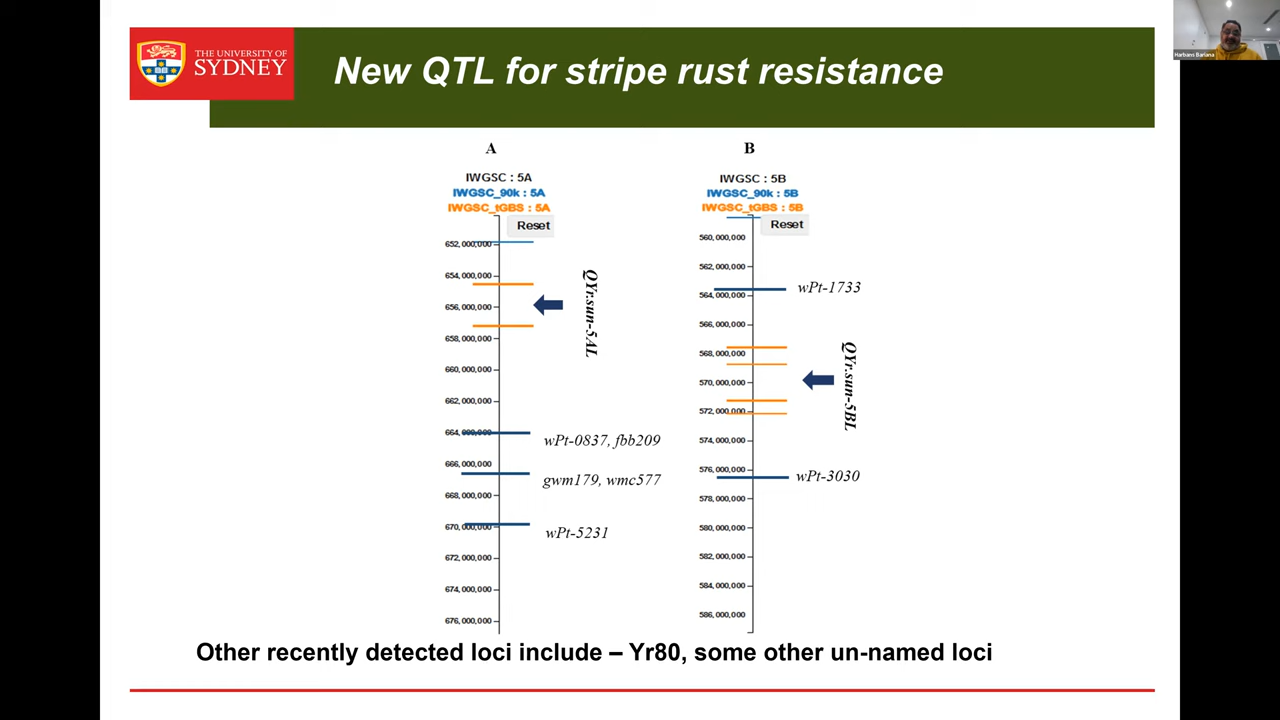 THE UNIVERSITY OF
SYDNEY
New QTL for stripe rust resistance
Harbans Bariana
A
IWGSC : 5A
IWGSC_90k : 5A
IWGSC_tGBS : 5A
Reset
652,000,000
654,000,000
656,000,000
658,000,000
660,000,000
662,000,000
664,000,000
666,000,000
668,000,000
670,000,000
672,000,000
674,000,000
676,000,000
QYr.sun-5AL
wPt-0837, fbb209
gwm179, wmc577
wPt-5231
B
IWGSC : 5B
IWGSC_90k : 5B
IWGSC_tGBS : 5B
Reset
560,000,000
562,000,000
564,000,000
566,000,000
568,000,000
570,000,000
572,000,000
574,000,000
576,000,000
578,000,000
580,000,000
582,000,000
584,000,000
586,000,000
wPt-1733
QYr.sun-5BL
wPt-3030
Other recently detected loci include – Yr80, some other un-named loci